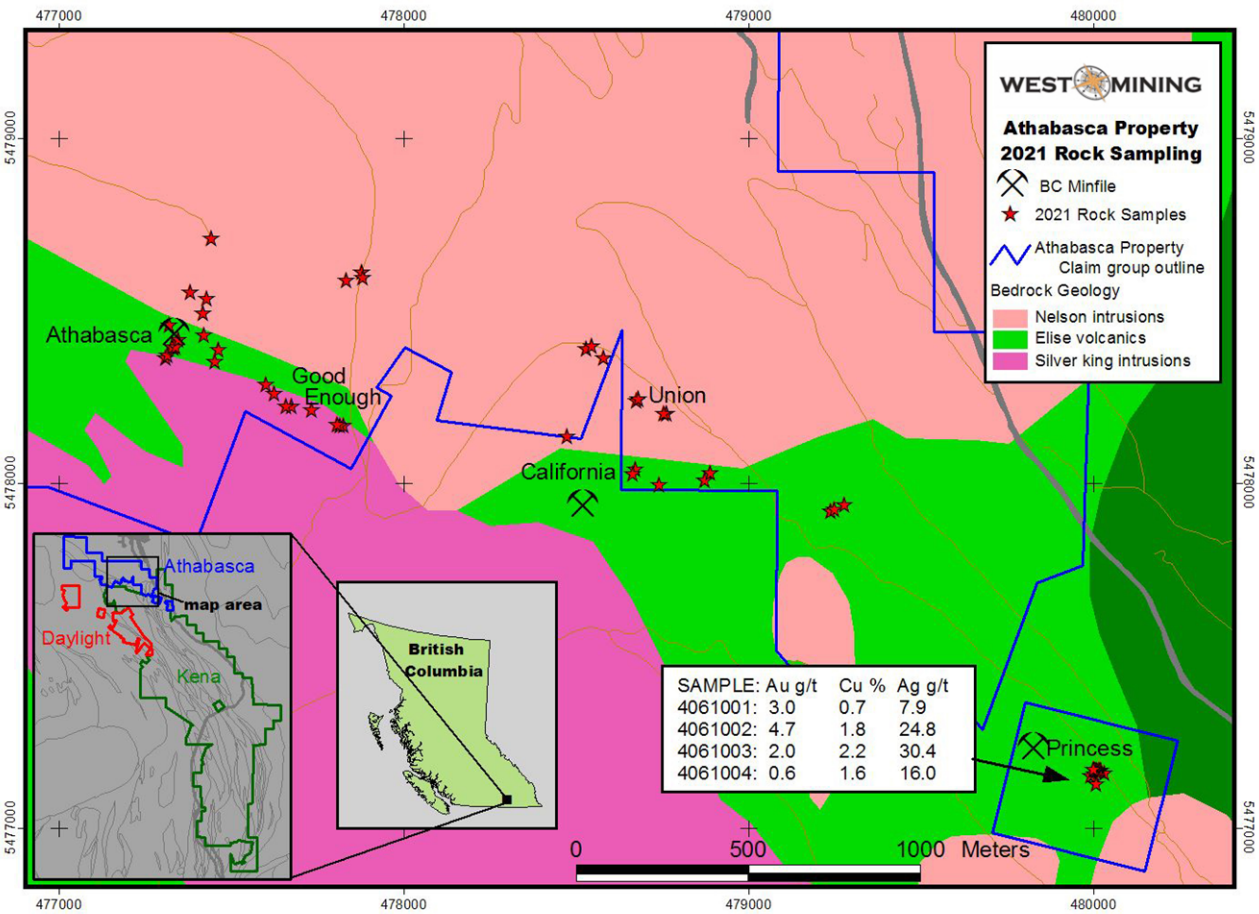 477000 478000 479000 480000
5479000 5479000
WEST MINING
Athabasca Property
2021 Rock Sampling
BC Minfile
2021 Rock Samples
Athabasca Property
Claim group outline
Bedrock Geology
Nelson intrusions
Elise volcanics
Silver king intrusions
Athabasca
Good
Enough
Union
California
5478000 5478000
Athabasca
map area
Daylight
Kena
British
Columbia
SAMPLE: Au g/t Cu % Ag g/t
4061001: 3.0 0.7 7.9
4061002: 4.7 1.8 24.8
4061003: 2.0 2.2 30.4
4061004: 0.6 1.6 16.0
Princess
5477000 5477000
0 500 1000 Meters
477000 478000 479000 480000